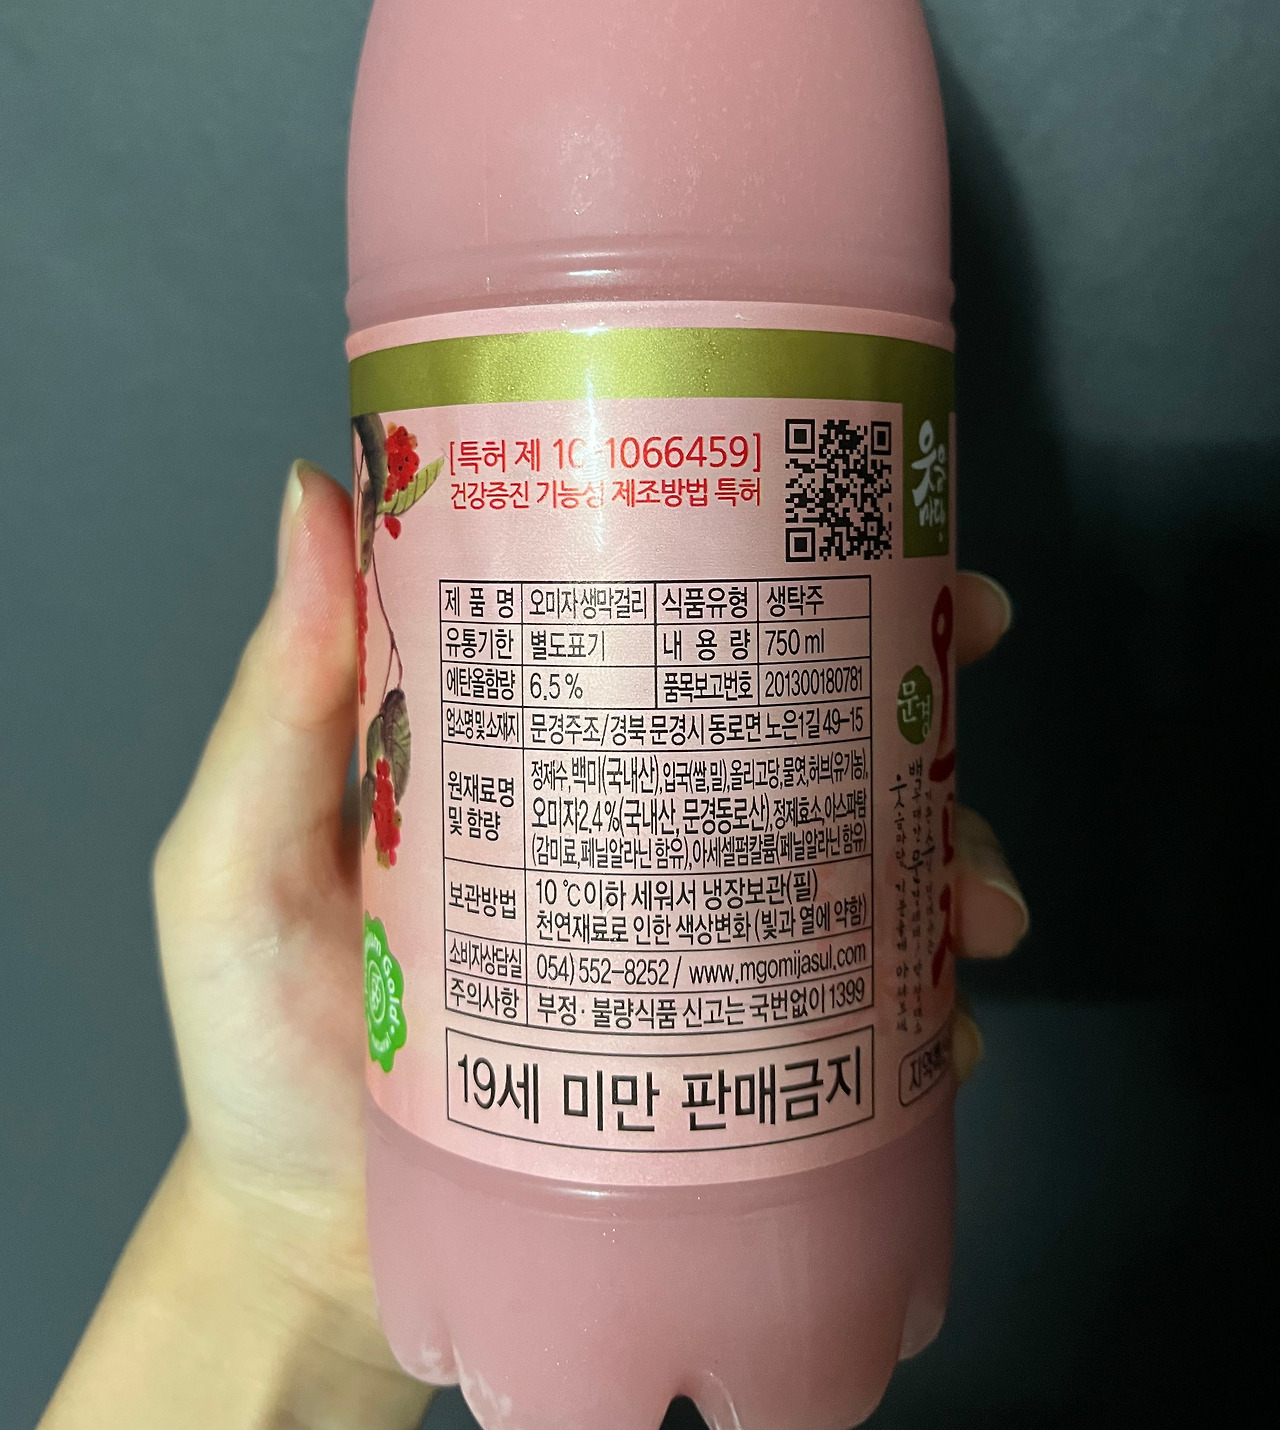 [특허 제 10-1066459]
건강증진 기능성 제조방법 특허
웃음
미다.
제 품 명 오미자생막걸리 식품유형 생탁주
유통기한 별도표기 내 용 량 750 ml
에탄올함량 6.5% 품목보고번호 201300180781
업소명및소재지 문경주조/경북 문경시 동로면 노은1길 49-15
원재료명 및 함량
정제수,백미(국내산),입국(쌀,밀),올리고당,물엿,허브(유기농),
오미자2.4%(국내산, 문경동로산),정제효소,아스파탐
(감미료,페닐알라닌 함유),아세셀펌칼륨(페닐알라닌 함유)
보관방법 10 ℃이하 세워서 냉장보관(필)
천연재료로 인한 색상변화 (빛과 열에 약함)
소비자상담실 054) 552-8252 / www.mgomijasul.com
주의사항 부정· 불량식품 신고는 국번없이 1399
19세 미만 판매금지
문경
Gold
지역특